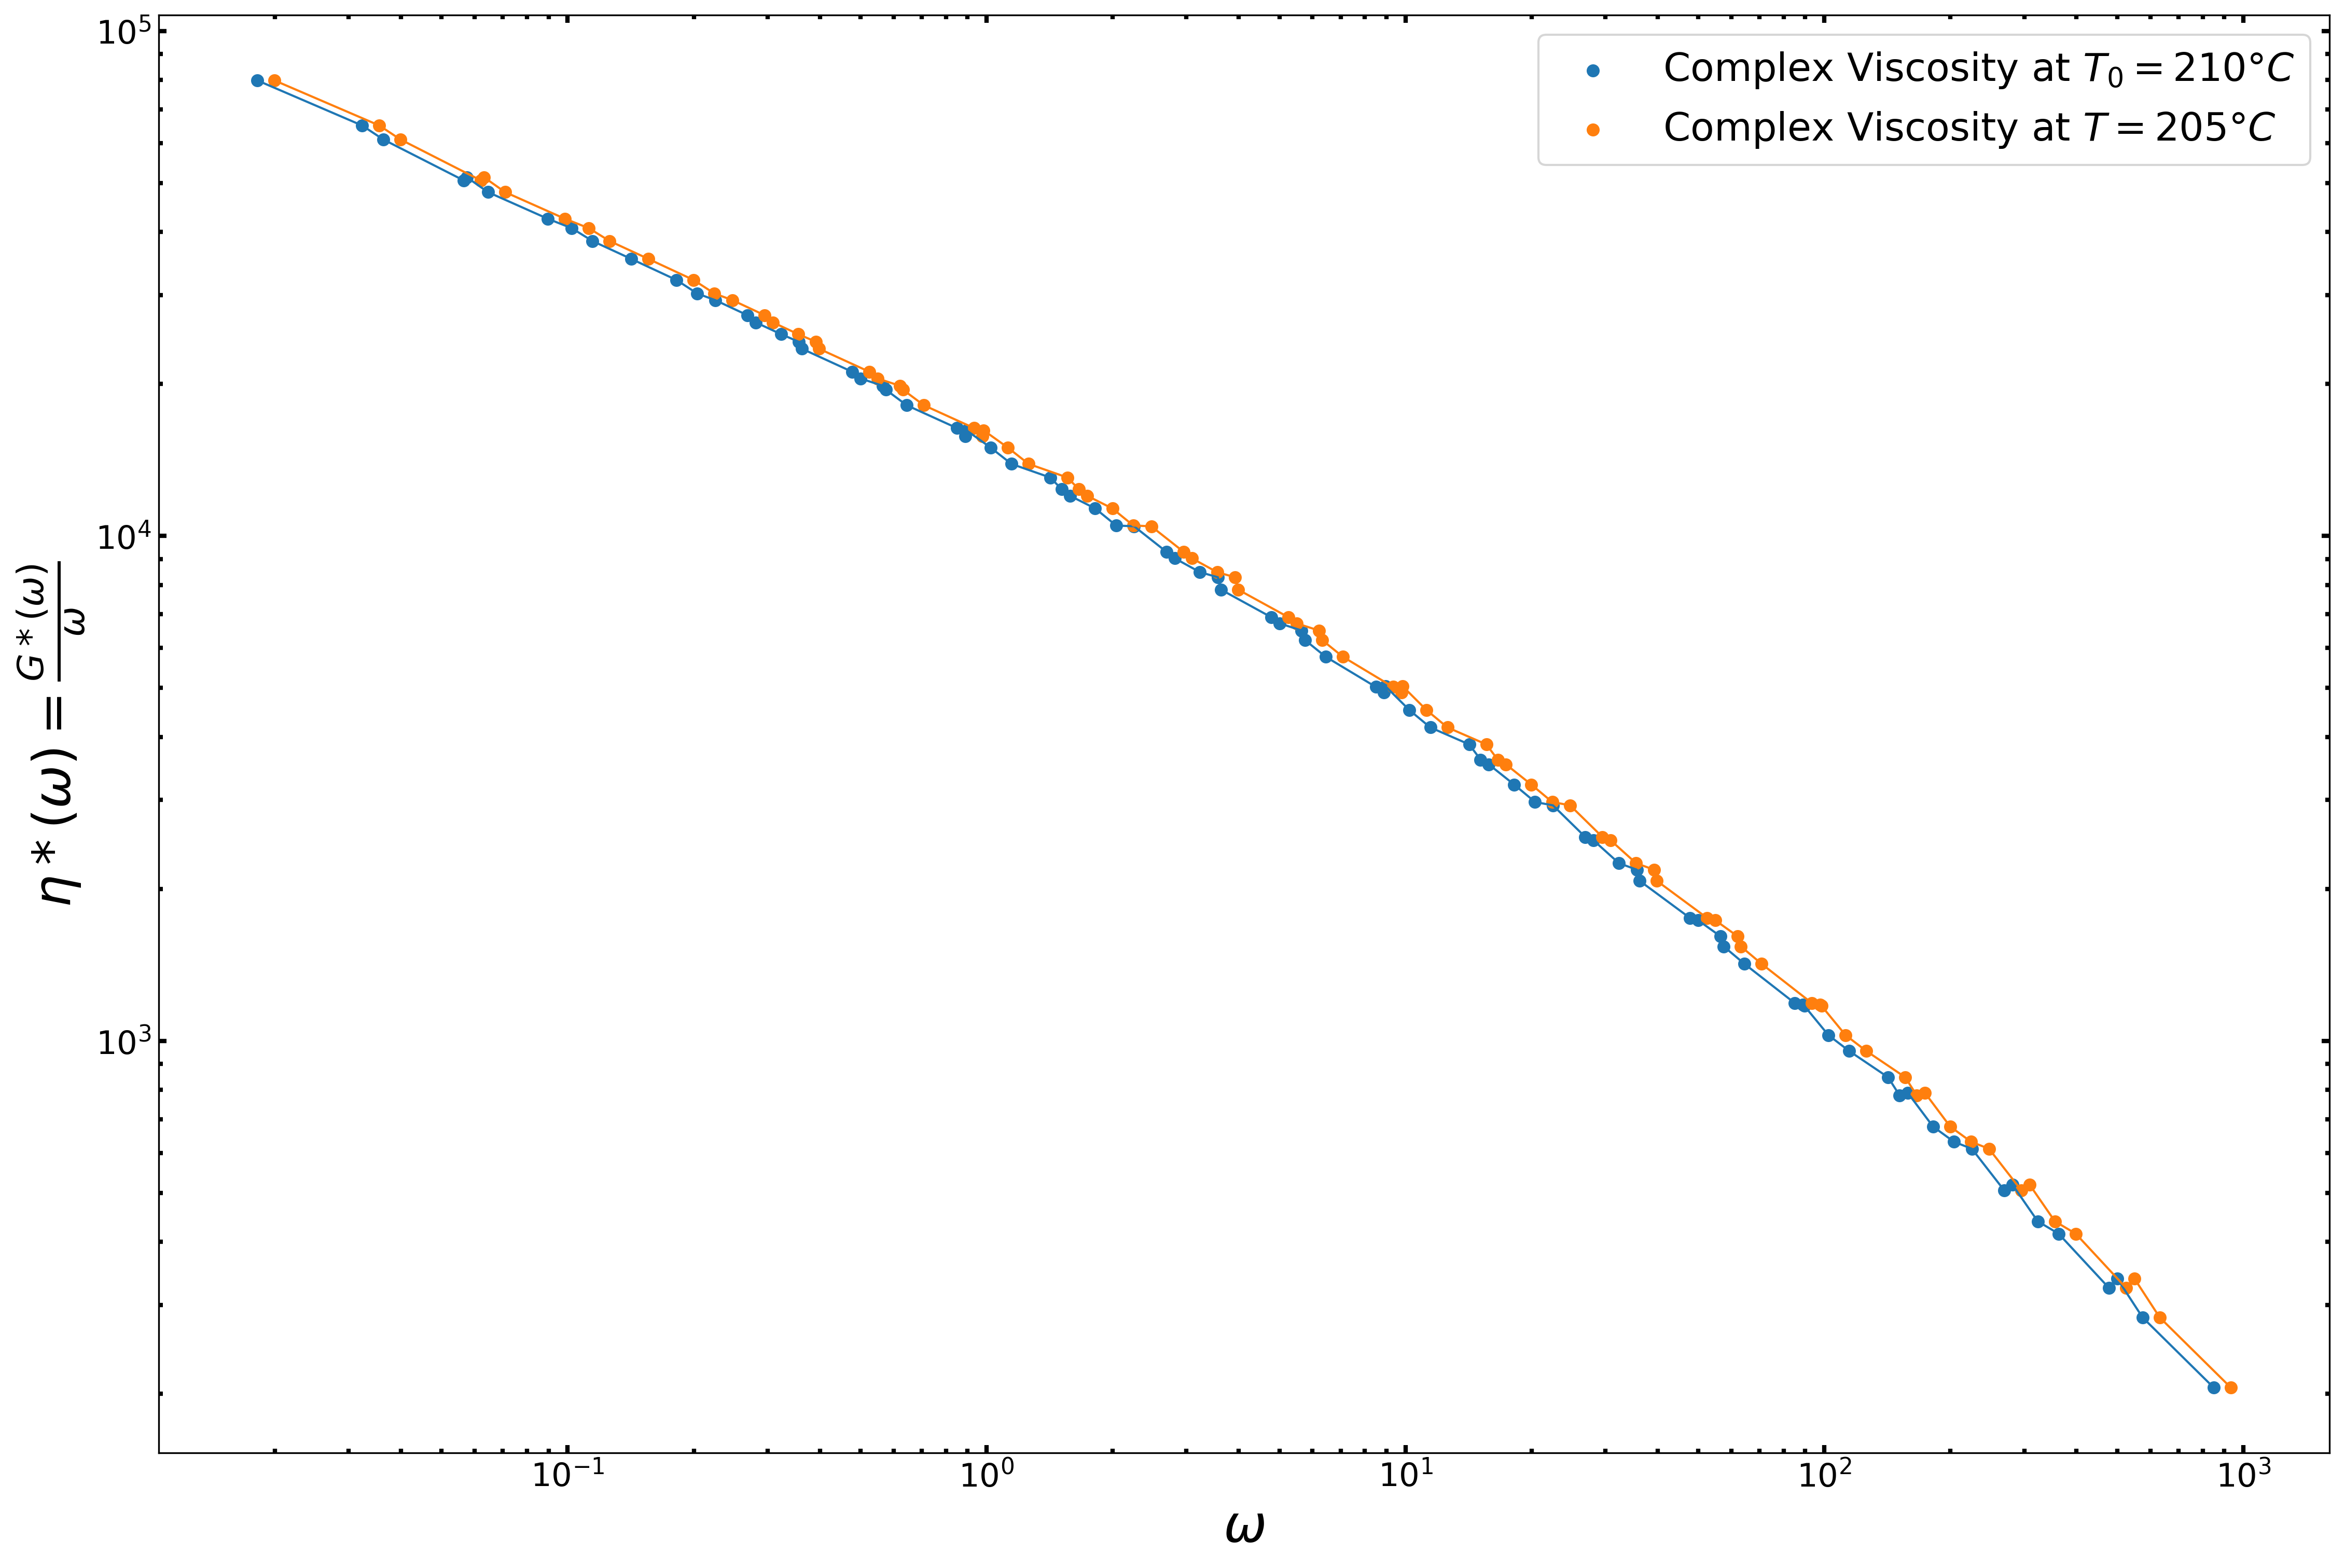 10⁵
10⁴
10³
η*(ω) = G*(ω)/ω
Complex Viscosity at T₀ = 210°C
Complex Viscosity at T = 205°C
10⁻¹ 10⁰ 10¹ 10² 10³
ω